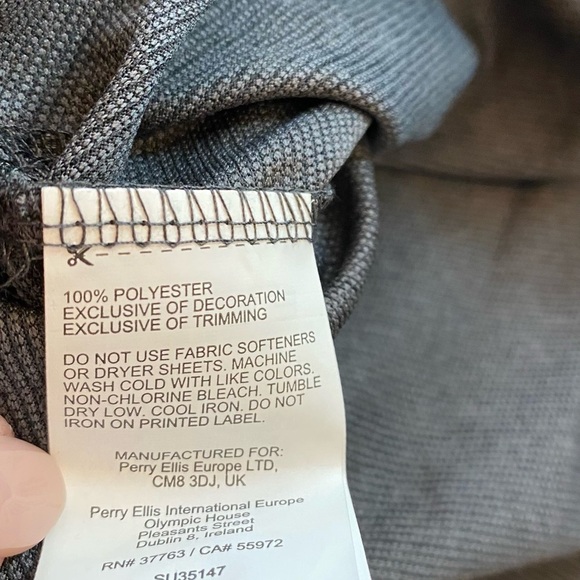 100% POLYESTER
EXCLUSIVE OF DECORATION
EXCLUSIVE OF TRIMMING
DO NOT USE FABRIC SOFTENERS
OR DRYER SHEETS. MACHINE
WASH COLD WITH LIKE COLORS.
NON-CHLORINE BLEACH. TUMBLE
DRY LOW. COOL IRON. DO NOT
IRON ON PRINTED LABEL.
MANUFACTURED FOR:
Perry Ellis Europe LTD,
CM8 3DJ, UK
Perry Ellis International Europe
Olympic House
Pleasants Street
Dublin 8, Ireland
RN# 37763 / CA# 55972
SU35147